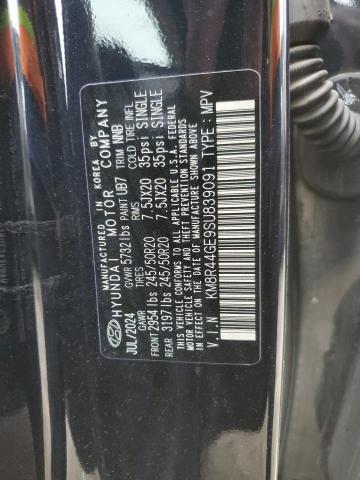 MANUFACTURED IN KOREA BY
HYUNDAI MOTOR COMPANY
JUL/2024 GVWR 5732 lbs PAINT UB7 TRIM NNB
GAWR TIRES RIMS COLD TIRE INFL.
FRONT 2954 lbs 245/50R20 7.5JX20 35psi SINGLE
REAR 3197 lbs 245/50R20 7.5JX20 35psi SINGLE
THIS VEHICLE CONFORMS TO ALL APPLICABLE U.S.A. FEDERAL
MOTOR VEHICLE SAFETY, BUMPER, AND THEFT PREVENTION
STANDARDS IN EFFECT ON THE DATE OF MANUFACTURE SHOWN ABOVE.
V.I.N KM8R44GE9SU839091 TYPE: MPV